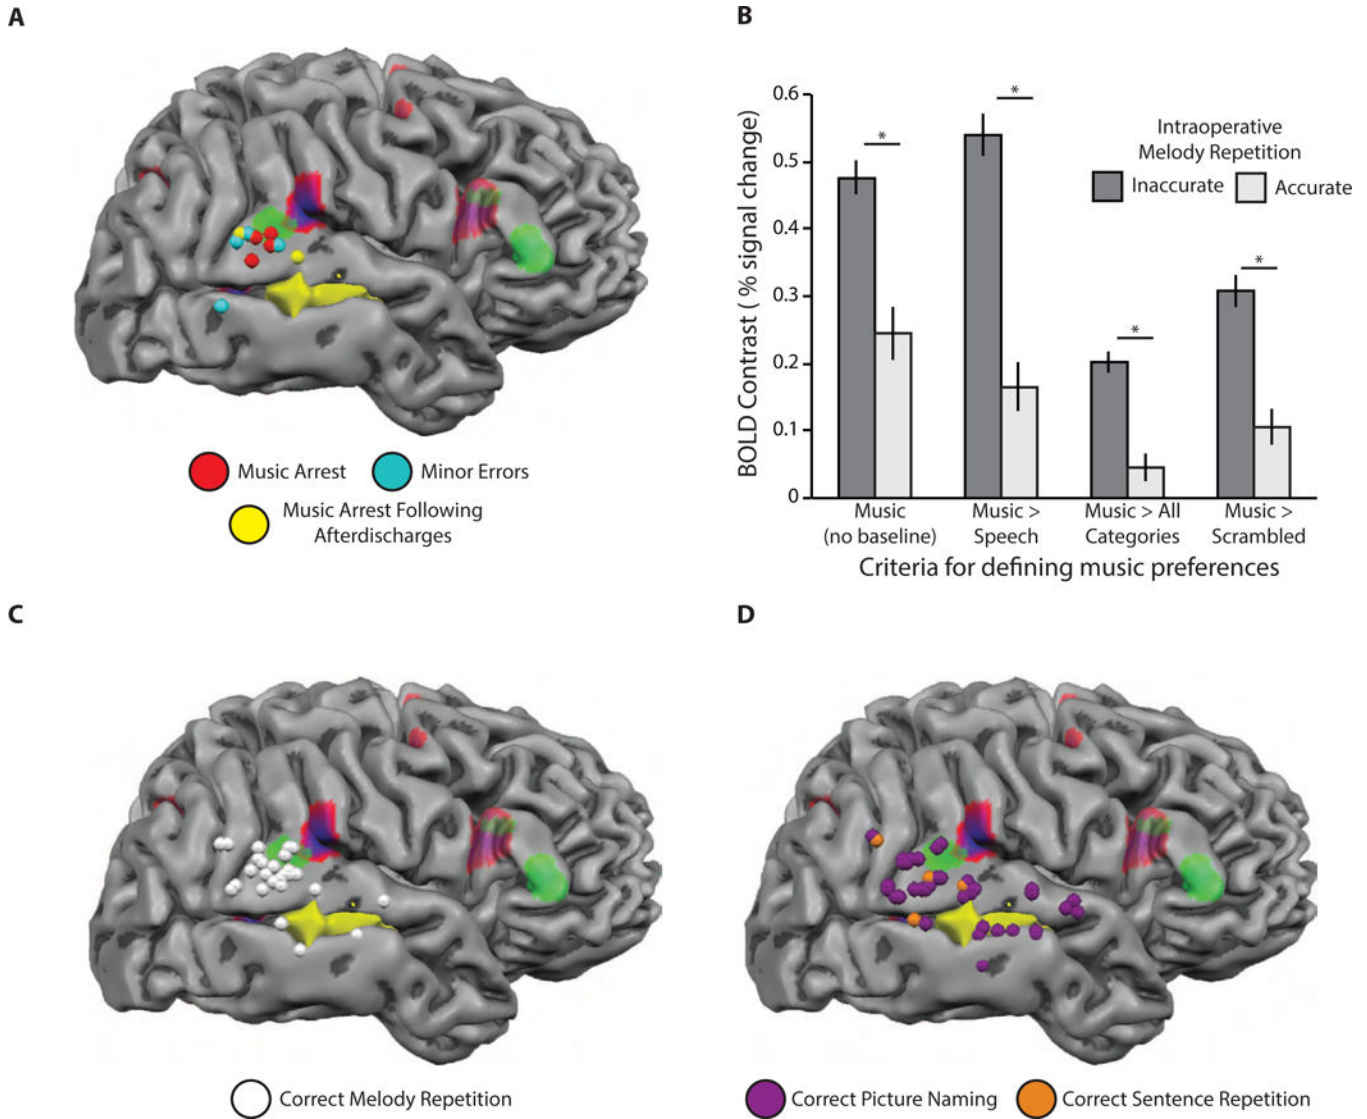 A
Music Arrest
Minor Errors
Music Arrest Following
Afterdischarges
B
BOLD Contrast ( % signal change)
0.6
0.5
0.4
0.3
0.2
0.1
0
*
*
*
*
Intraoperative
Melody Repetition
Inaccurate
Accurate
Music
(no baseline)
Music >
Speech
Music > All
Categories
Music >
Scrambled
Criteria for defining music preferences
C
Correct Melody Repetition
D
Correct Picture Naming
Correct Sentence Repetition